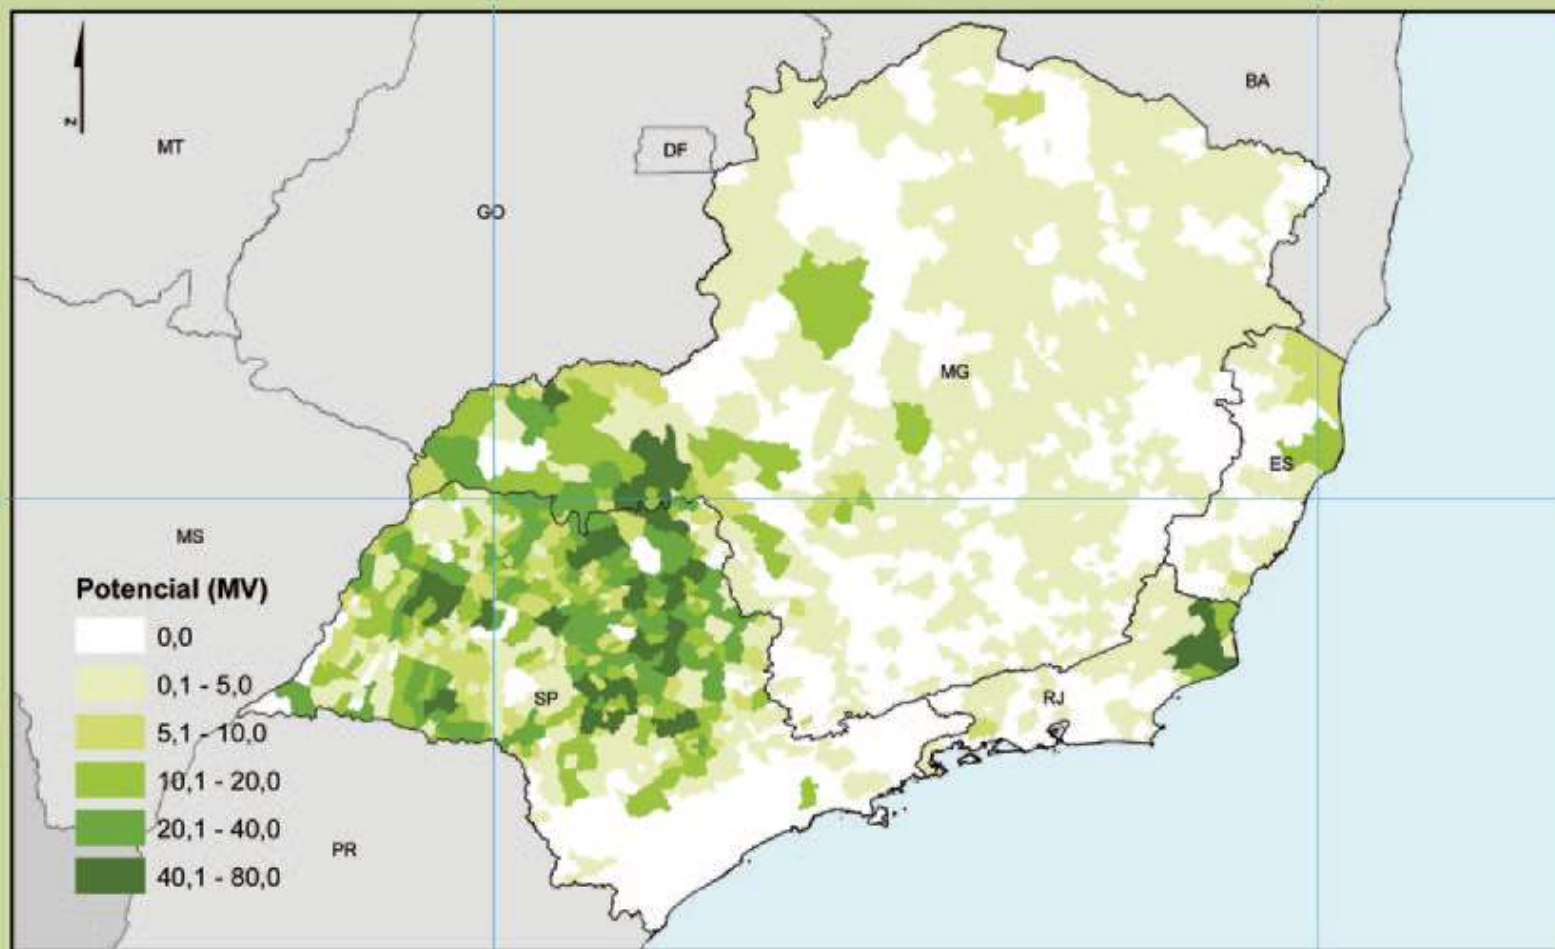 BA
MT
DF
GO
MG
ES
MS
SP
RJ
PR
N
Potencial (MV)
0,0
0,1 - 5,0
5,1 - 10,0
10,1 - 20,0
20,1 - 40,0
40,1 - 80,0